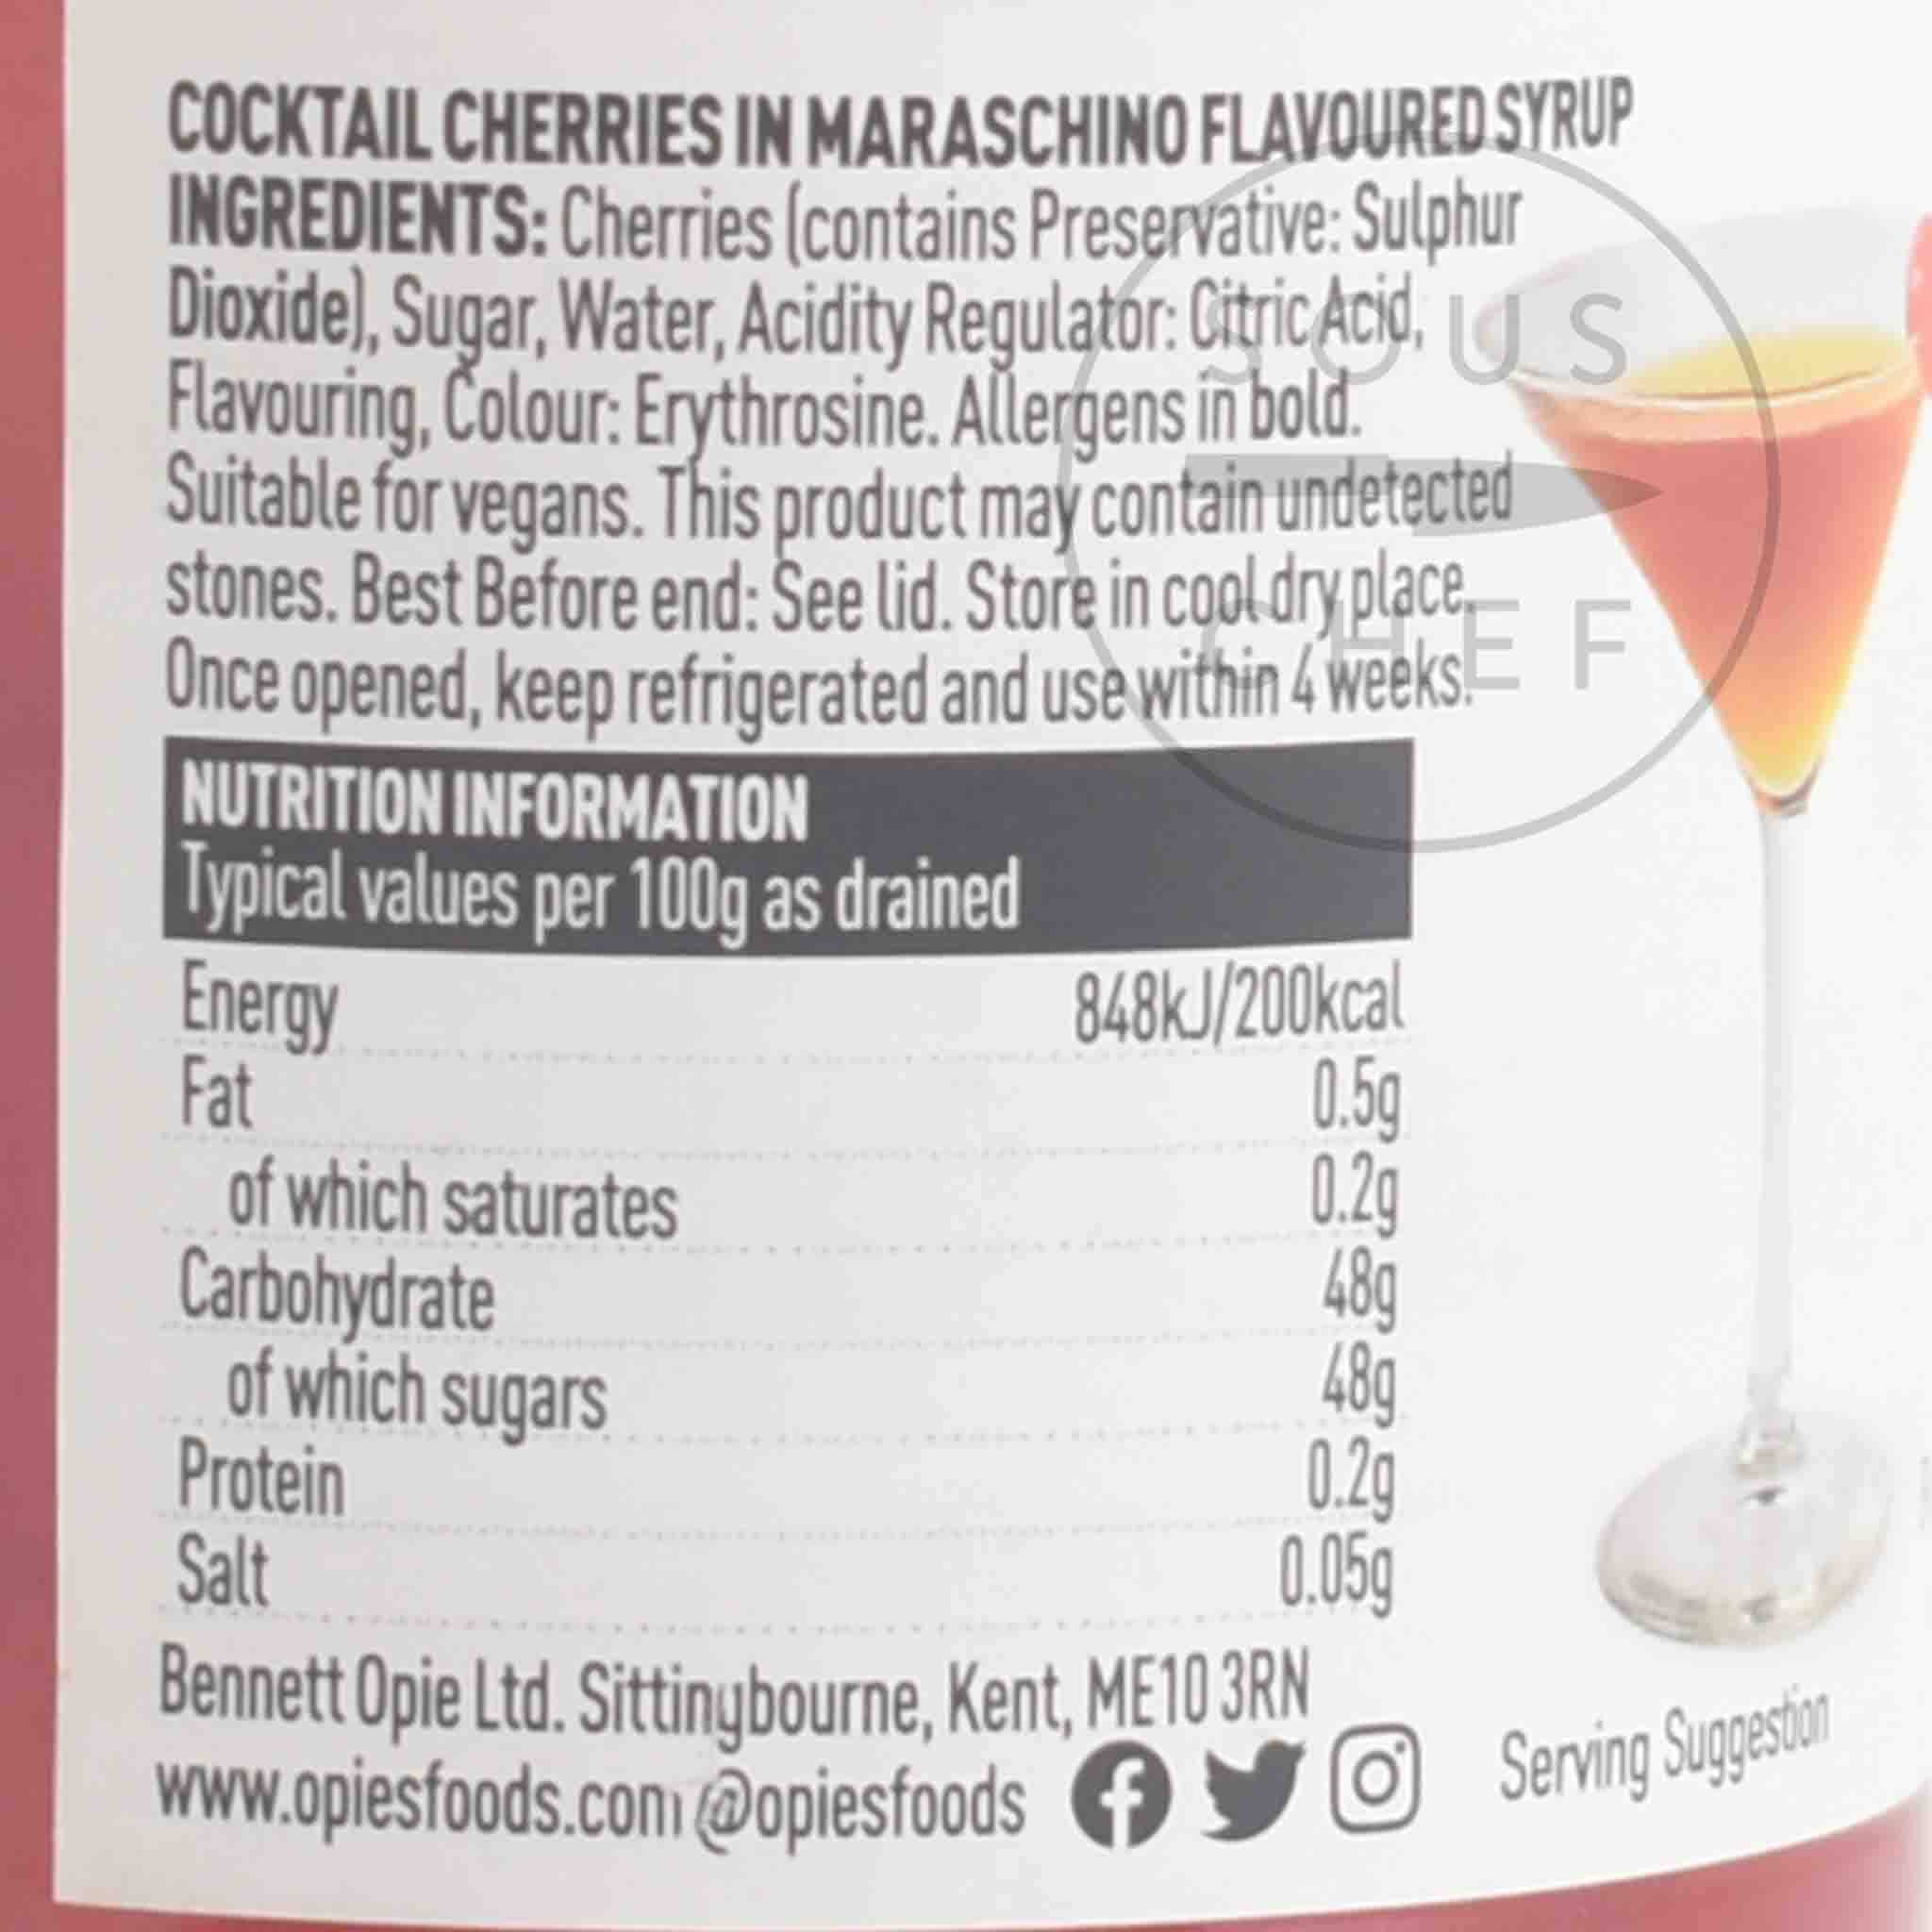 COCKTAIL CHERRIES IN MARASCHINO FLAVOURED SYRUP
INGREDIENTS: Cherries (contains Preservative: Sulphur
Dioxide), Sugar, Water, Acidity Regulator: Citric Acid,
Flavouring, Colour: Erythrosine. Allergens in bold.
Suitable for vegans. This product may contain undetected
stones. Best Before end: See lid. Store in cool dry place.
Once opened, keep refrigerated and use within 4 weeks.
SOUS
CHEF
NUTRITION INFORMATION
Typical values per 100g as drained
Energy 848kJ/200kcal
Fat 0.5g
of which saturates 0.2g
Carbohydrate 48g
of which sugars 48g
Protein 0.2g
Salt 0.05g
Bennett Opie Ltd. Sittingbourne, Kent, ME10 3RN
www.opiesfoods.com @opiesfoods
Serving Suggestion